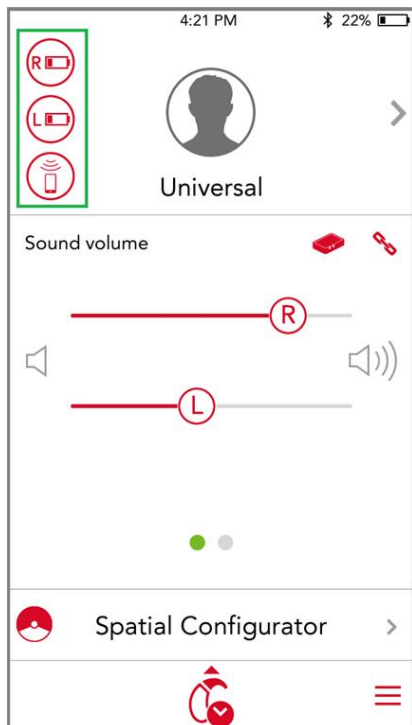 4:21 PM 22%
R
L
Universal
Sound volume
R
L
Spatial Configurator